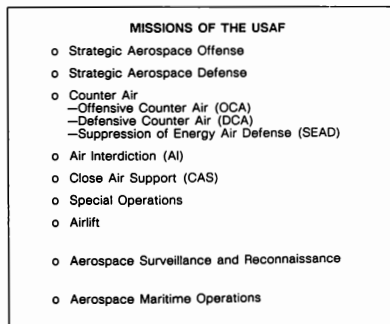 MISSIONS OF THE USAF
o Strategic Aerospace Offense
o Strategic Aerospace Defense
o Counter Air
—Offensive Counter Air (OCA)
—Defensive Counter Air (DCA)
—Suppression of Energy Air Defense (SEAD)
o Air Interdiction (AI)
o Close Air Support (CAS)
o Special Operations
o Airlift
o Aerospace Surveillance and Reconnaissance
o Aerospace Maritime Operations